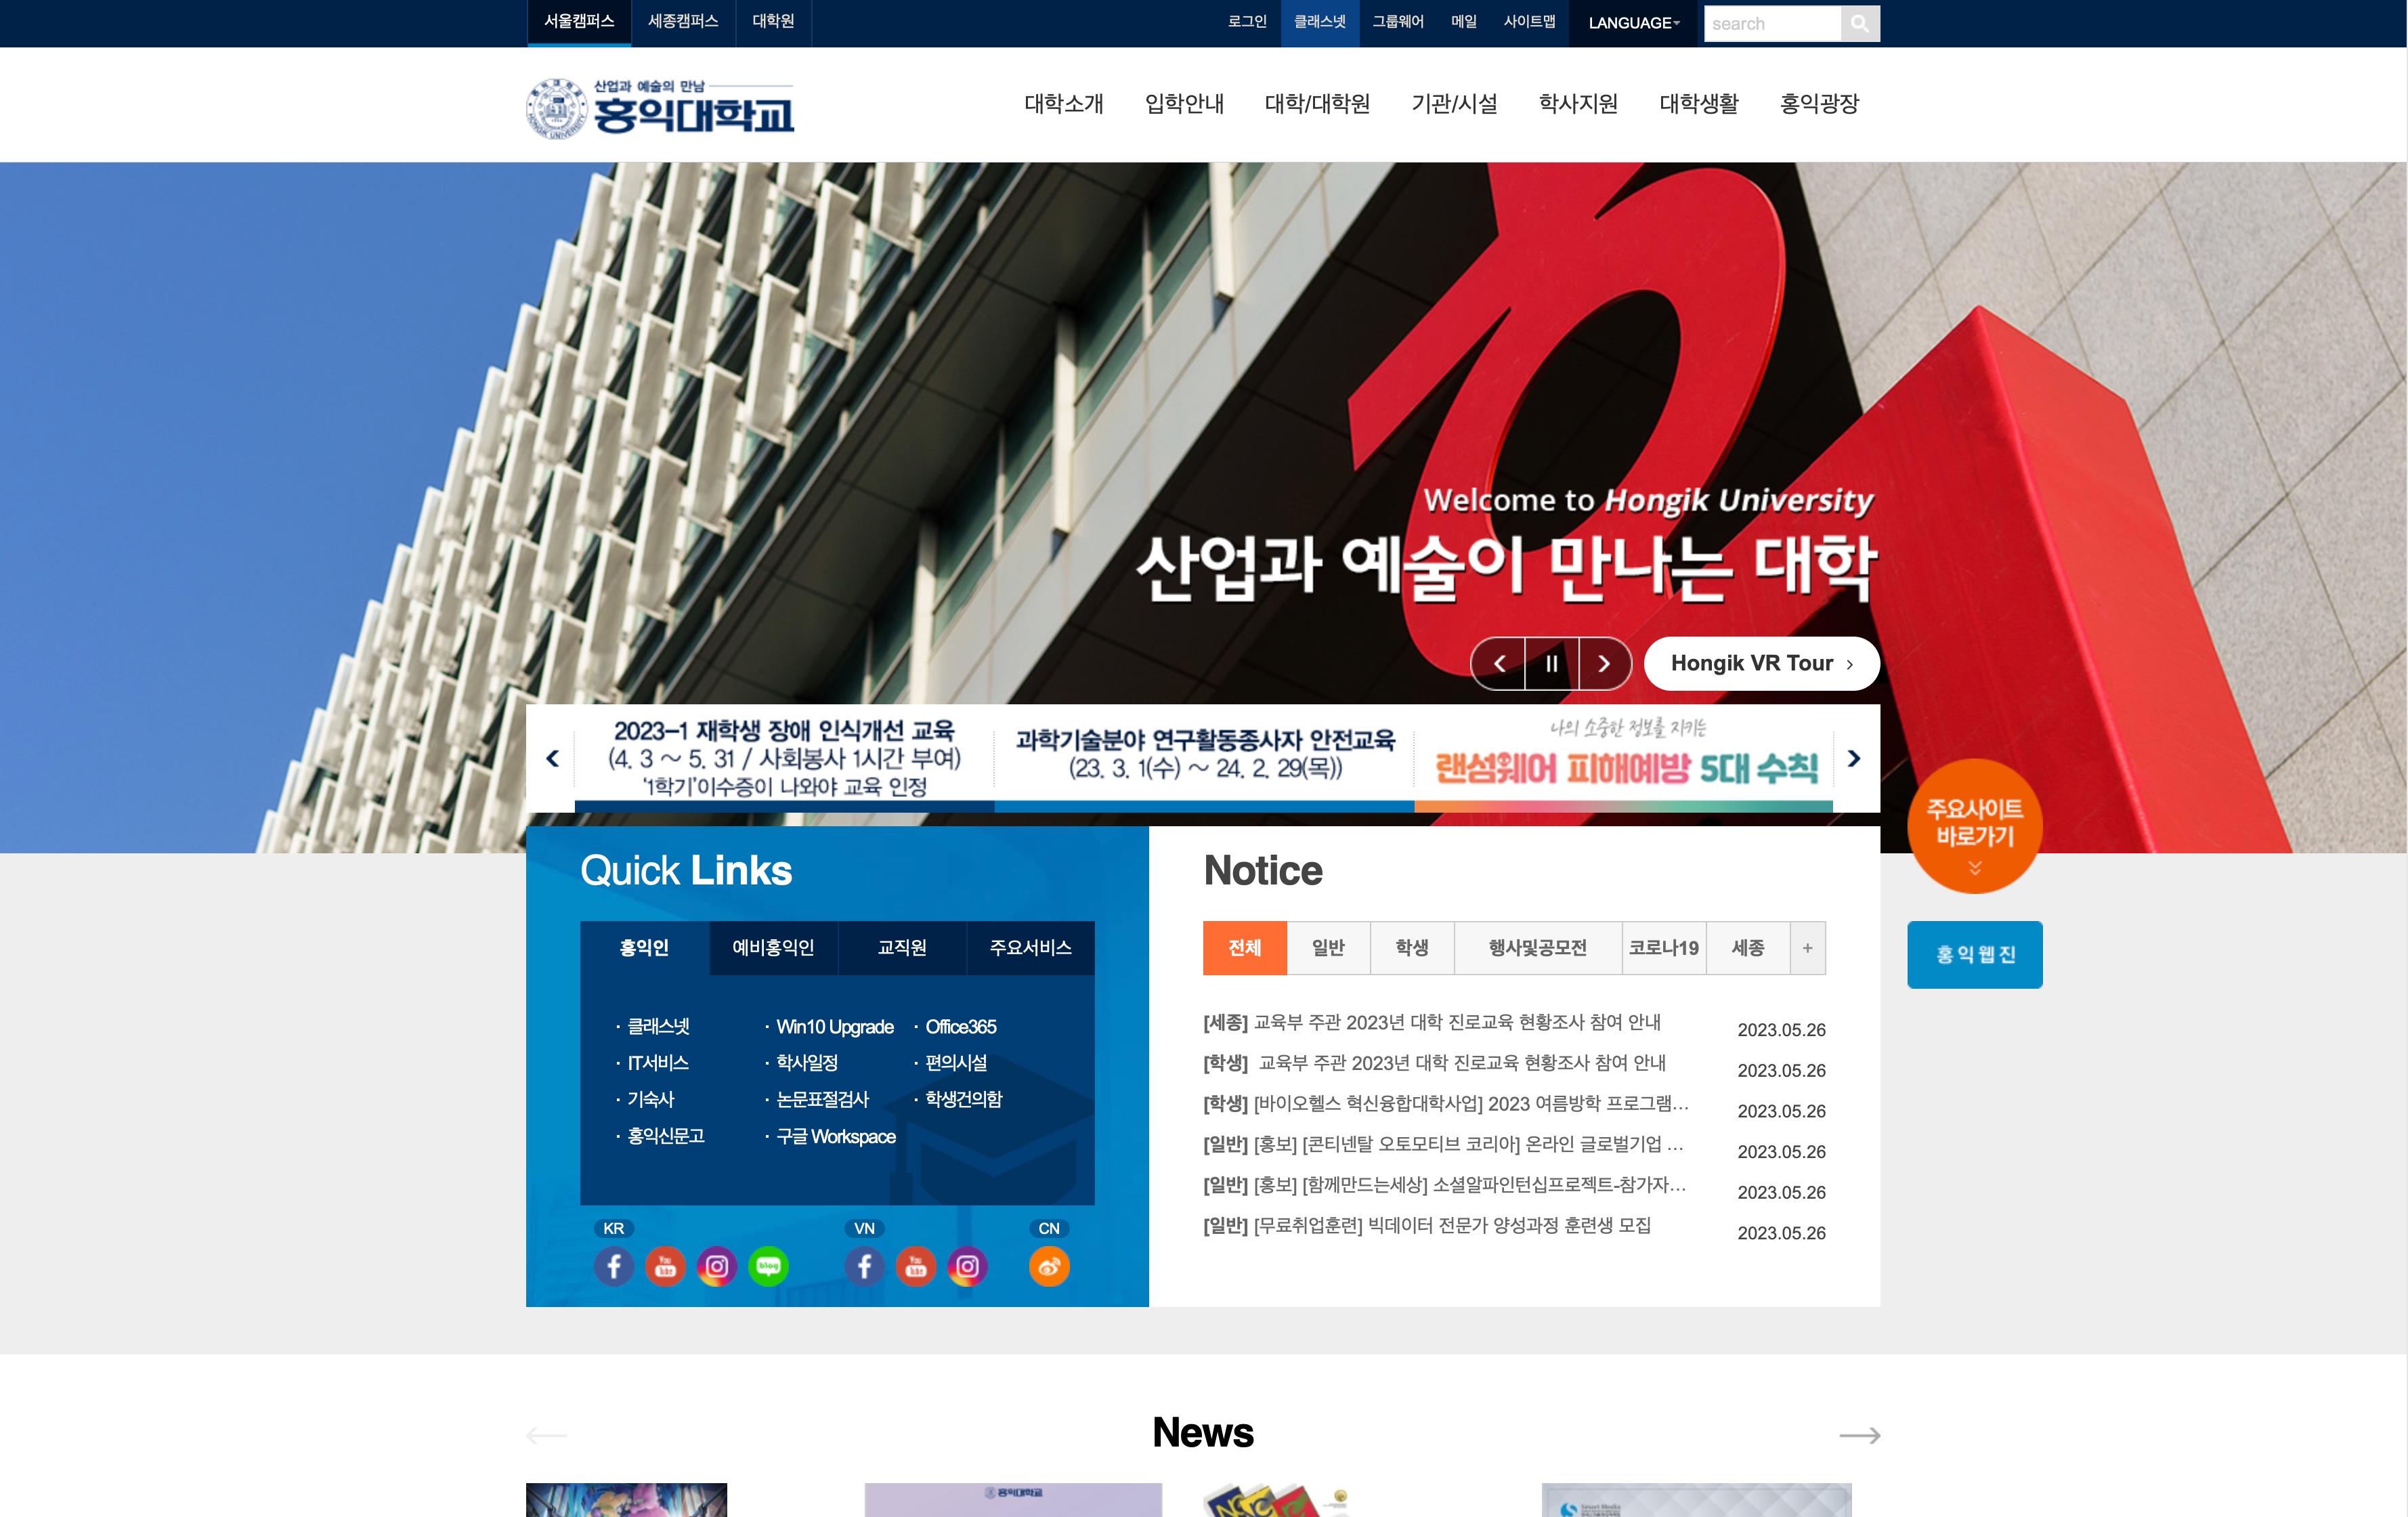 서울캠퍼스 세종캠퍼스 대학원 로그인 클래스넷 그룹웨어 메일 사이트맵 LANGUAGE search
산업과 예술의 만남
홍익대학교
HONGIK UNIVERSITY
대학소개 입학안내 대학/대학원 기관/시설 학사지원 대학생활 홍익광장
Welcome to Hongik University
산업과 예술이 만나는 대학
Hongik VR Tour
2023-1 재학생 장애 인식개선 교육
(4. 3 ~ 5. 31 / 사회봉사 1시간 부여)
'1학기'이수증이 나와야 교육 인정
과학기술분야 연구활동종사자 안전교육
(23. 3. 1(수) ~ 24. 2. 29(목))
나의 소중한 정보를 지키는
랜섬웨어 피해예방 5대 수칙
주요사이트
바로가기
홍익웹진
Quick Links
홍익인 예비홍익인 교직원 주요서비스
· 클래스넷 · Win10 Upgrade · Office365
· IT서비스 · 학사일정 · 편의시설
· 기숙사 · 논문표절검사 · 학생건의함
· 홍익신문고 · 구글 Workspace
KR VN CN
You Tube blog You Tube
Notice
전체 일반 학생 행사및공모전 코로나19 세종 +
[세종] 교육부 주관 2023년 대학 진로교육 현황조사 참여 안내 2023.05.26
[학생] 교육부 주관 2023년 대학 진로교육 현황조사 참여 안내 2023.05.26
[학생] [바이오헬스 혁신융합대학사업] 2023 여름방학 프로그램... 2023.05.26
[일반] [홍보] [콘티넨탈 오토모티브 코리아] 온라인 글로벌기업 ... 2023.05.26
[일반] [홍보] [함께만드는세상] 소셜알파인턴십프로젝트-참가자... 2023.05.26
[일반] [무료취업훈련] 빅데이터 전문가 양성과정 훈련생 모집 2023.05.26
News
홍익대학교
Smart Media